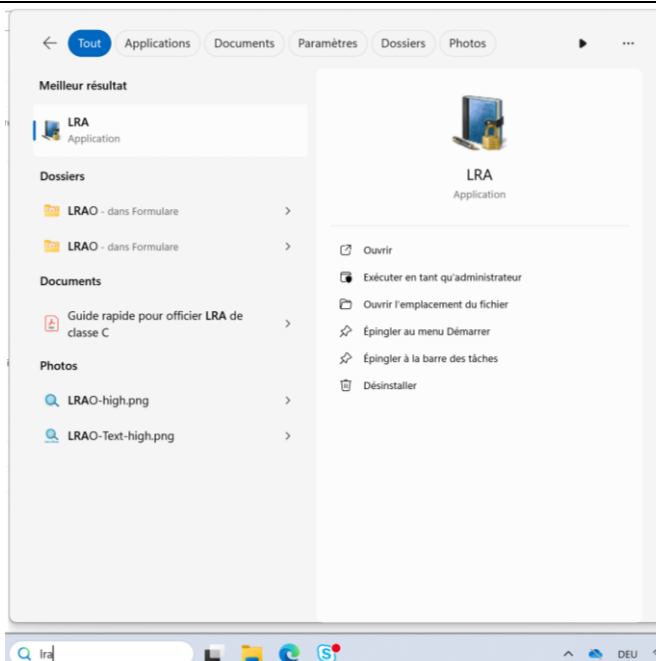 Tout Applications Documents Paramètres Dossiers Photos
Meilleur résultat
LRA
Application
Dossiers
LRAO - dans Formulare
LRAO - dans Formulare
Documents
Guide rapide pour officier LRA de
classe C
Photos
LRAO-high.png
LRAO-Text-high.png
LRA
Application
Ouvrir
Exécuter en tant qu'administrateur
Ouvrir l'emplacement du fichier
Épingler au menu Démarrer
Épingler à la barre des tâches
Désinstaller
lra
DEU